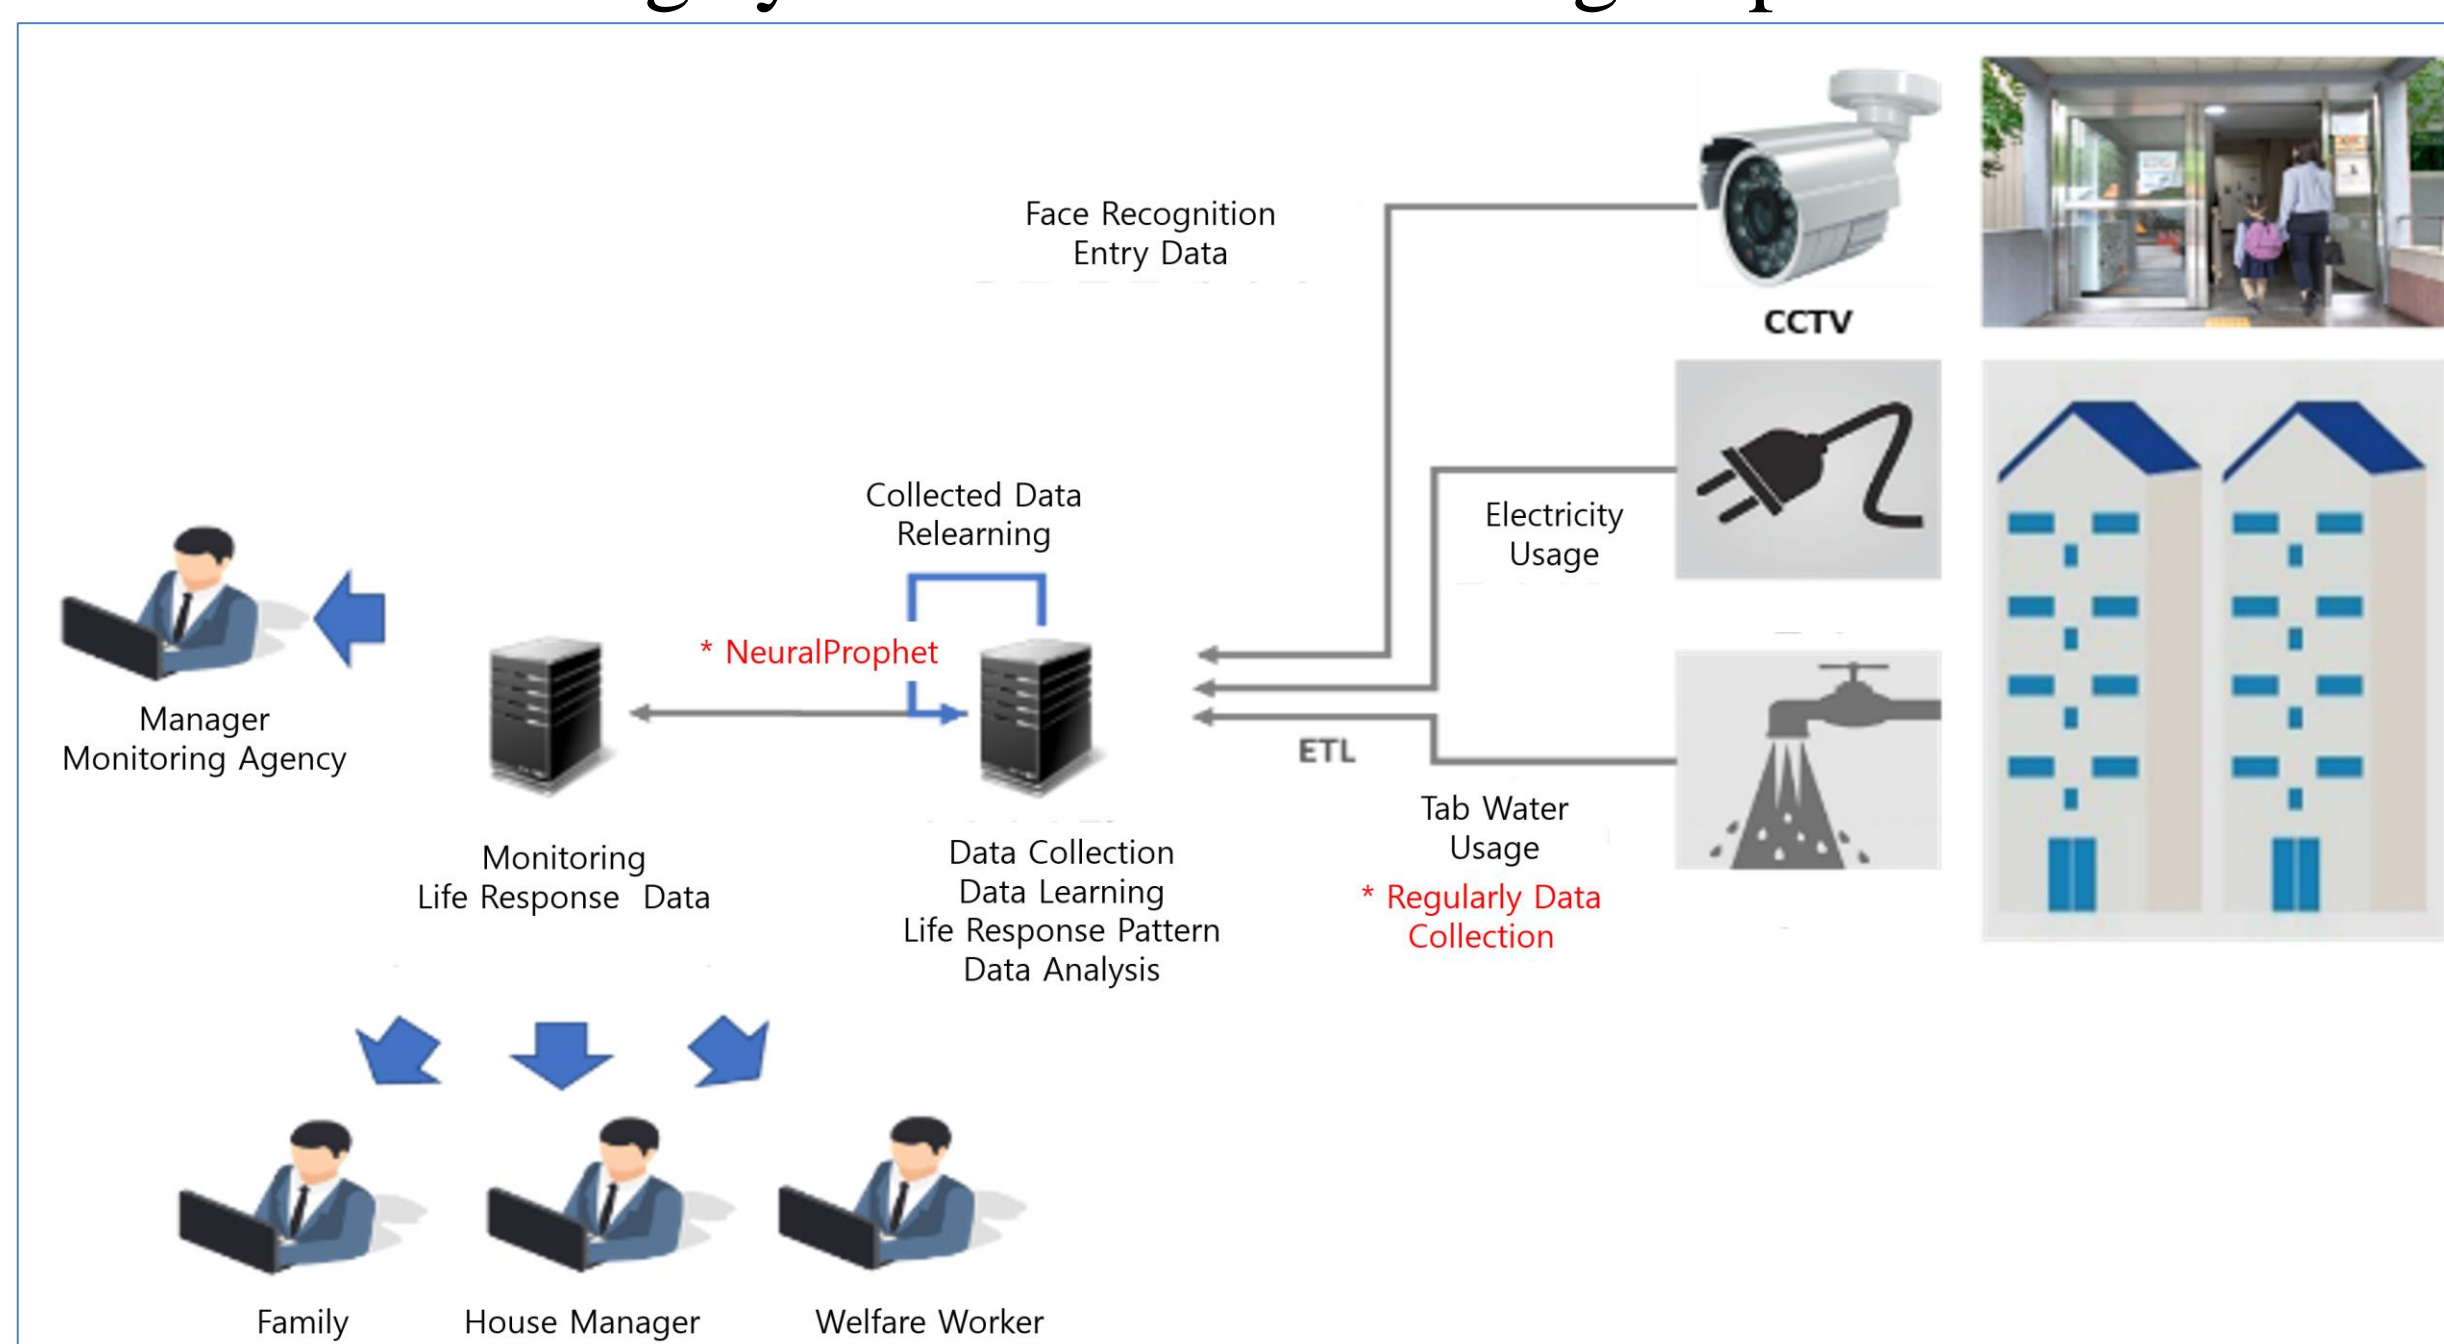 Face Recognition
Entry Data
CCTV
Electricity
Usage
Collected Data
Relearning
* NeuralProphet
Manager
Monitoring Agency
ETL
Tab Water
Usage
* Regularly Data
Collection
Monitoring
Life Response Data
Data Collection
Data Learning
Life Response Pattern
Data Analysis
Family
House Manager
Welfare Worker